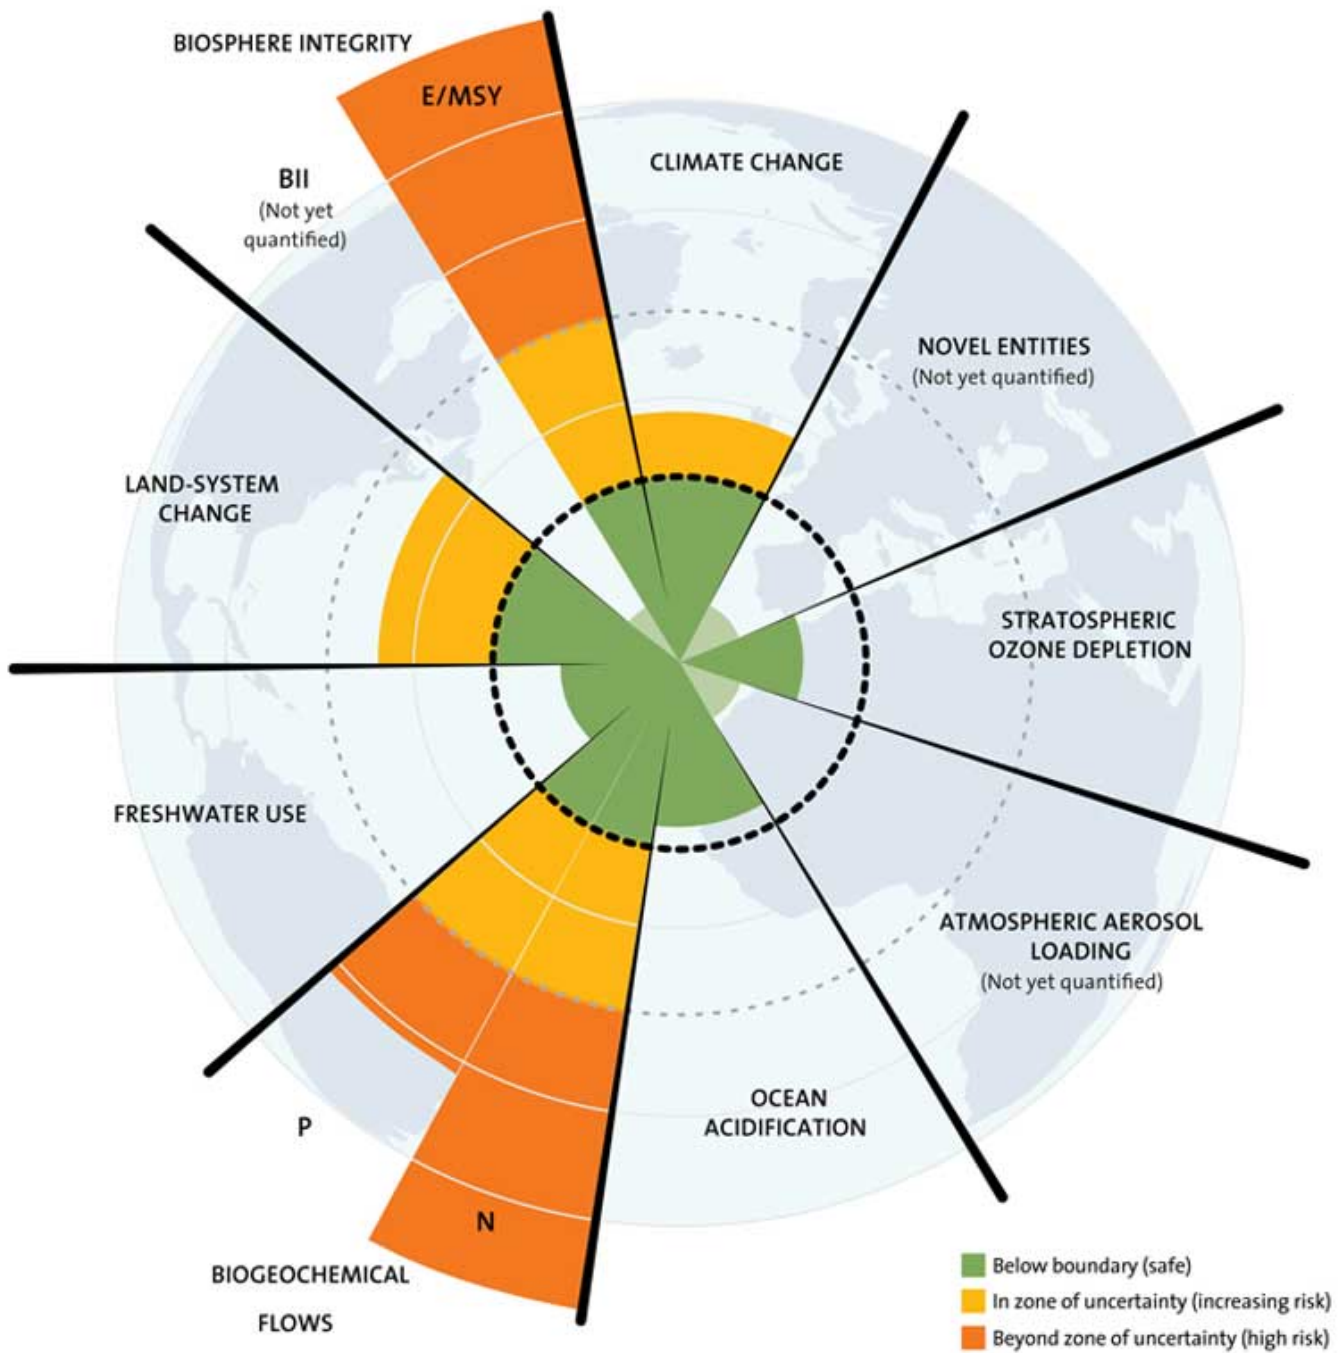 BIOSPHERE INTEGRITY
E/MSY
CLIMATE CHANGE
BII
(Not yet
quantified)
NOVEL ENTITIES
(Not yet quantified)
LAND-SYSTEM
CHANGE
STRATOSPHERIC
OZONE DEPLETION
FRESHWATER USE
ATMOSPHERIC AEROSOL
LOADING
(Not yet quantified)
OCEAN
ACIDIFICATION
P
N
BIOGEOCHEMICAL
FLOWS
Below boundary (safe)
In zone of uncertainty (increasing risk)
Beyond zone of uncertainty (high risk)